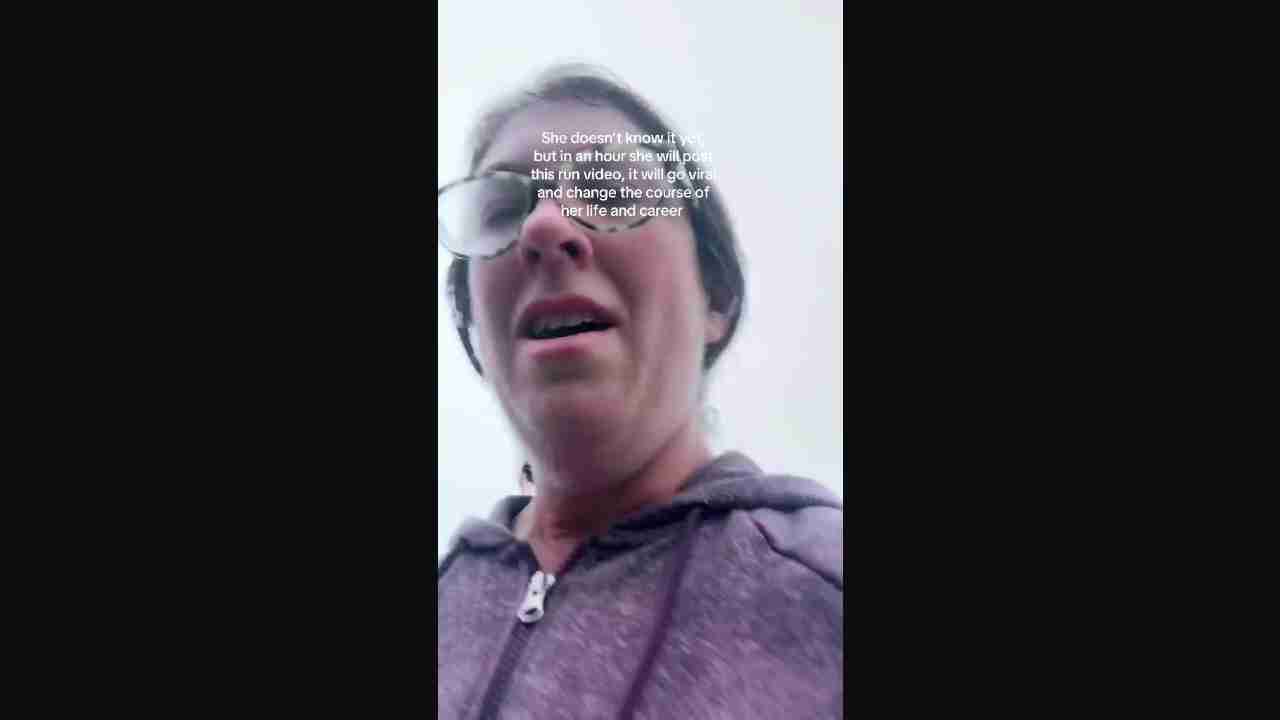 She doesn't know it yet,
but in an hour she will post
this run video, it will go viral
and change the course of
her life and career